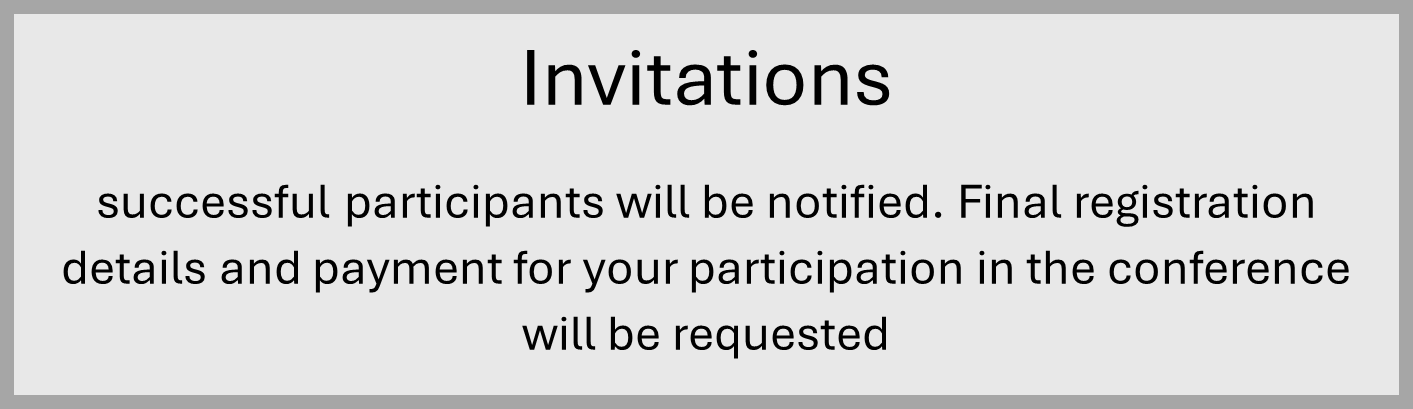 Invitations
successful participants will be notified. Final registration
details and payment for your participation in the conference
will be requested